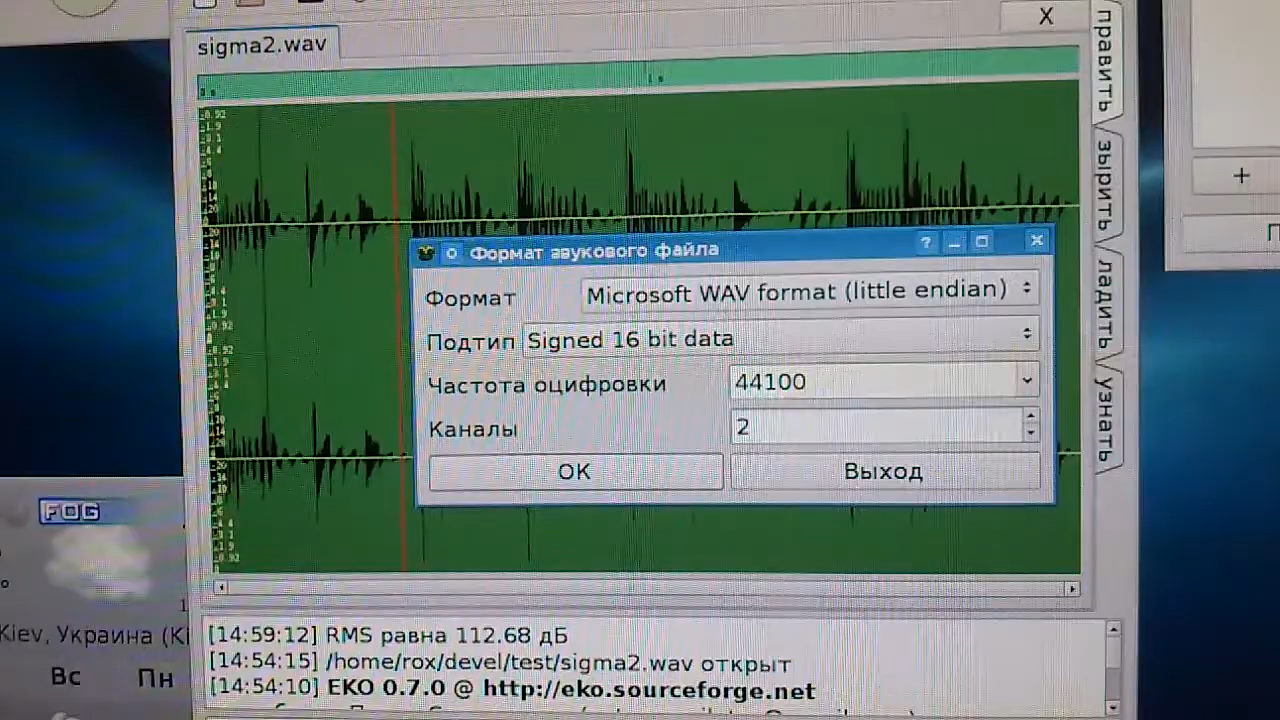 X
sigma2.wav
править
зырить
ладить
узнать
Формат звукового файла
Формат
Microsoft WAV format (little endian)
Подтип
Signed 16 bit data
Частота оцифровки
44100
Каналы
2
OK
Выход
FOG
Kiev, Украина (Ki
Вс Пн
[14:59:12] RMS равна 112.68 дБ
[14:54:15] /home/rox/devel/test/sigma2.wav открыт
[14:54:10] EKO 0.7.0 @ http://eko.sourceforge.net